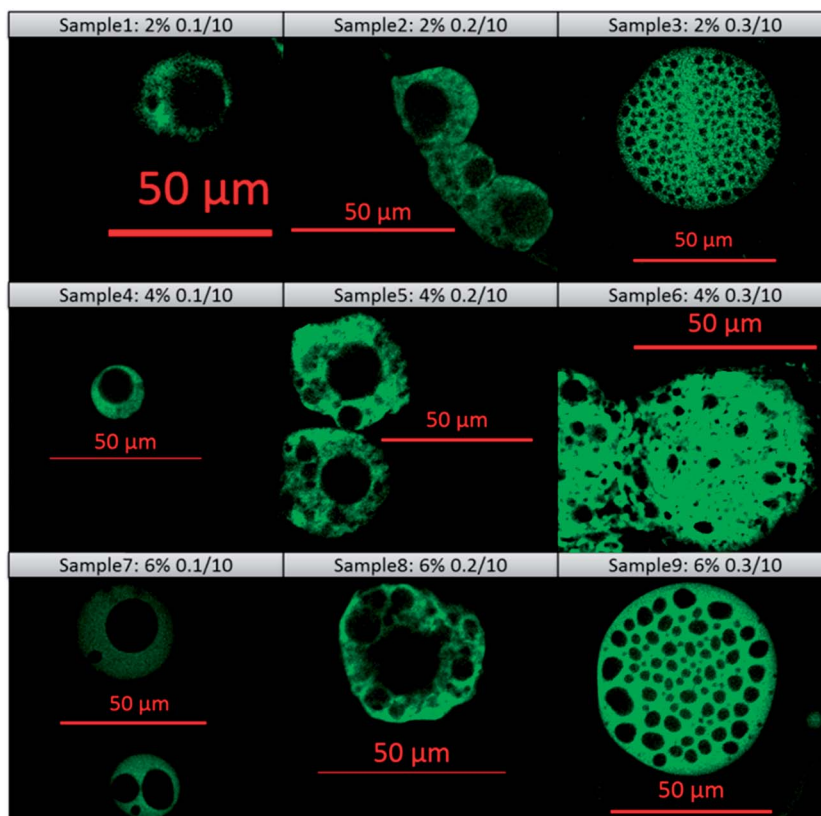 Sample1: 2% 0.1/10
Sample2: 2% 0.2/10
Sample3: 2% 0.3/10
50 µm
50 µm
50 µm
Sample4: 4% 0.1/10
Sample5: 4% 0.2/10
Sample6: 4% 0.3/10
50 µm
50 µm
50 µm
Sample7: 6% 0.1/10
Sample8: 6% 0.2/10
Sample9: 6% 0.3/10
50 µm
50 µm
50 µm